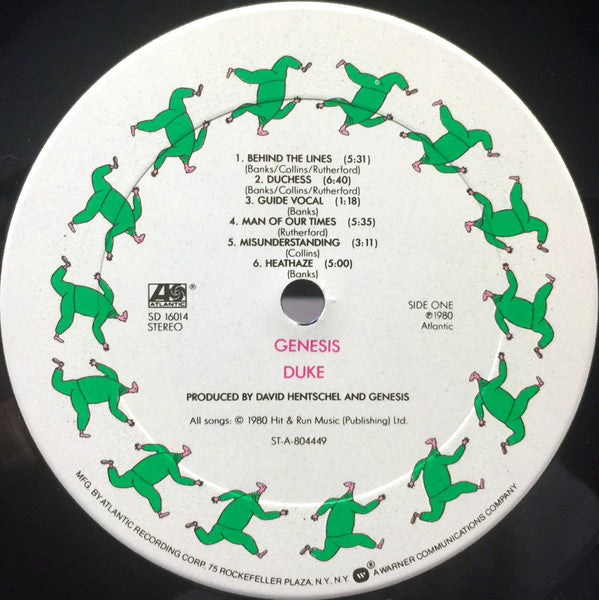 1. BEHIND THE LINES (5:31)
(Banks/Collins/Rutherford)
2. DUCHESS (6:40)
(Banks/Collins/Rutherford)
3. GUIDE VOCAL (1:18)
(Banks)
4. MAN OF OUR TIMES (5:35)
(Rutherford)
5. MISUNDERSTANDING (3:11)
(Collins)
6. HEATHAZE (5:00)
(Banks)
ATLANTIC ®
SD 16014
STEREO
SIDE ONE
℗1980
Atlantic
GENESIS
DUKE
PRODUCED BY DAVID HENTSCHEL AND GENESIS
All songs: © 1980 Hit & Run Music (Publishing) Ltd.
ST-A-804449
MFG. BY ATLANTIC RECORDING CORP. 75 ROCKEFELLER PLAZA, N.Y. N.Y. ® A WARNER COMMUNICATIONS COMPANY